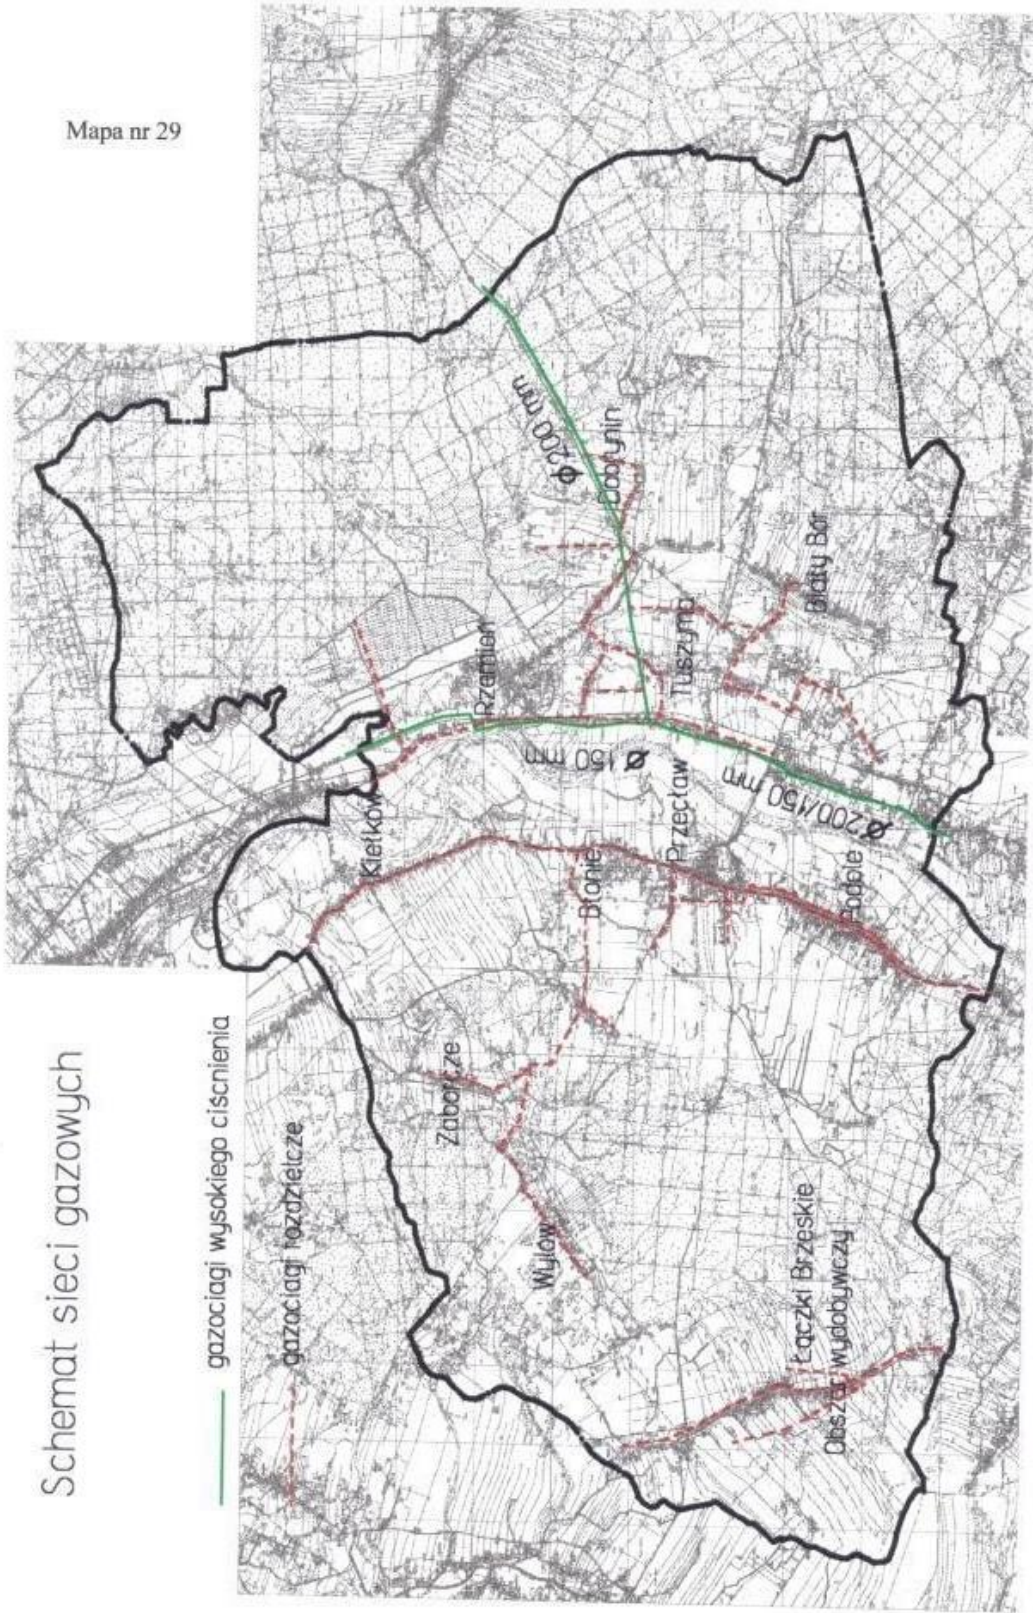 Mapa nr 29
Schemat sieci gazowych
gazociągi wysokiego ciśnienia
gazociągi rozdzielcze
ϕ 200 mm
Dobrynin
Rzemień
Tuszyma
Biały Bór
Kiełków
Ø 150 mm
Przecław
Ø 200/150 mm
Błonie
Podole
Zaborcze
Wylów
Łączki Brzeskie
Obszar wydobywczy